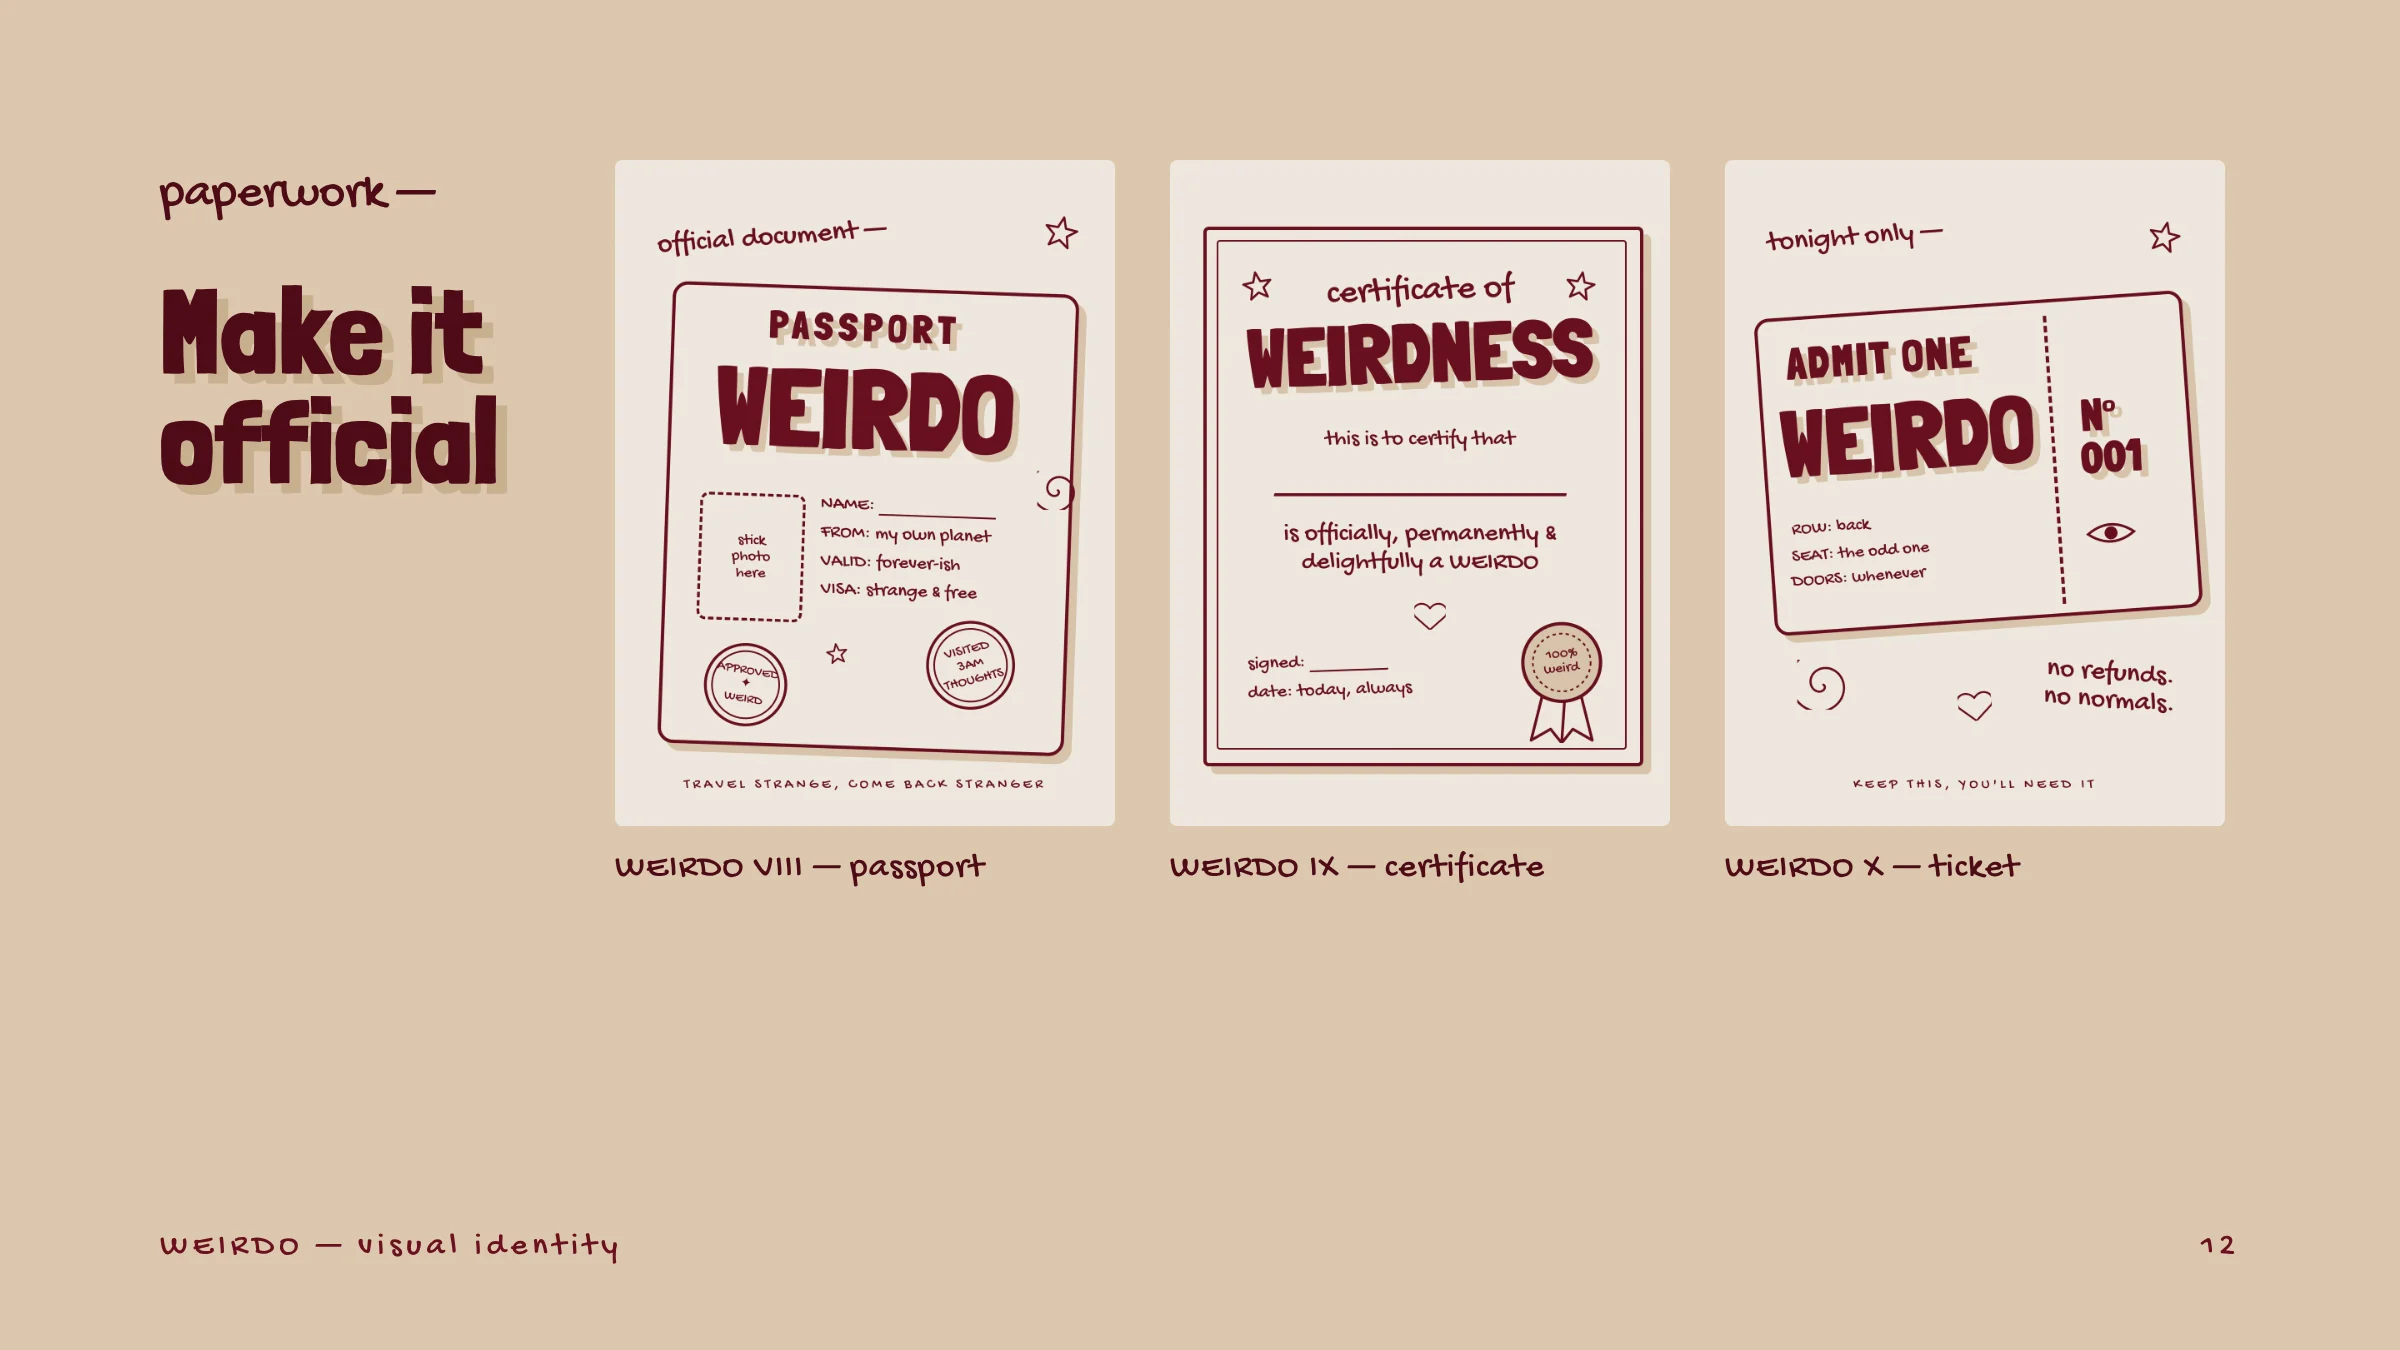 paperwork —
Make it
official
official document —
PASSPORT
WEIRDO
stick
photo
here
NAME: ____________
FROM: my own planet
VALID: forever-ish
VISA: strange & free
APPROVED
✦
WEIRD
VISITED
3AM
THOUGHTS
TRAVEL STRANGE, COME BACK STRANGER
WEIRDO VIII — passport
certificate of
WEIRDNESS
this is to certify that
is officially, permanently &
delightfully a WEIRDO
signed: ________
date: today, always
100%
weird
WEIRDO IX — certificate
tonight only —
ADMIT ONE
WEIRDO
ROW: back
SEAT: the odd one
DOORS: whenever
Nº
001
no refunds.
no normals.
KEEP THIS, YOU'LL NEED IT
WEIRDO X — ticket
WEIRDO — visual identity
12